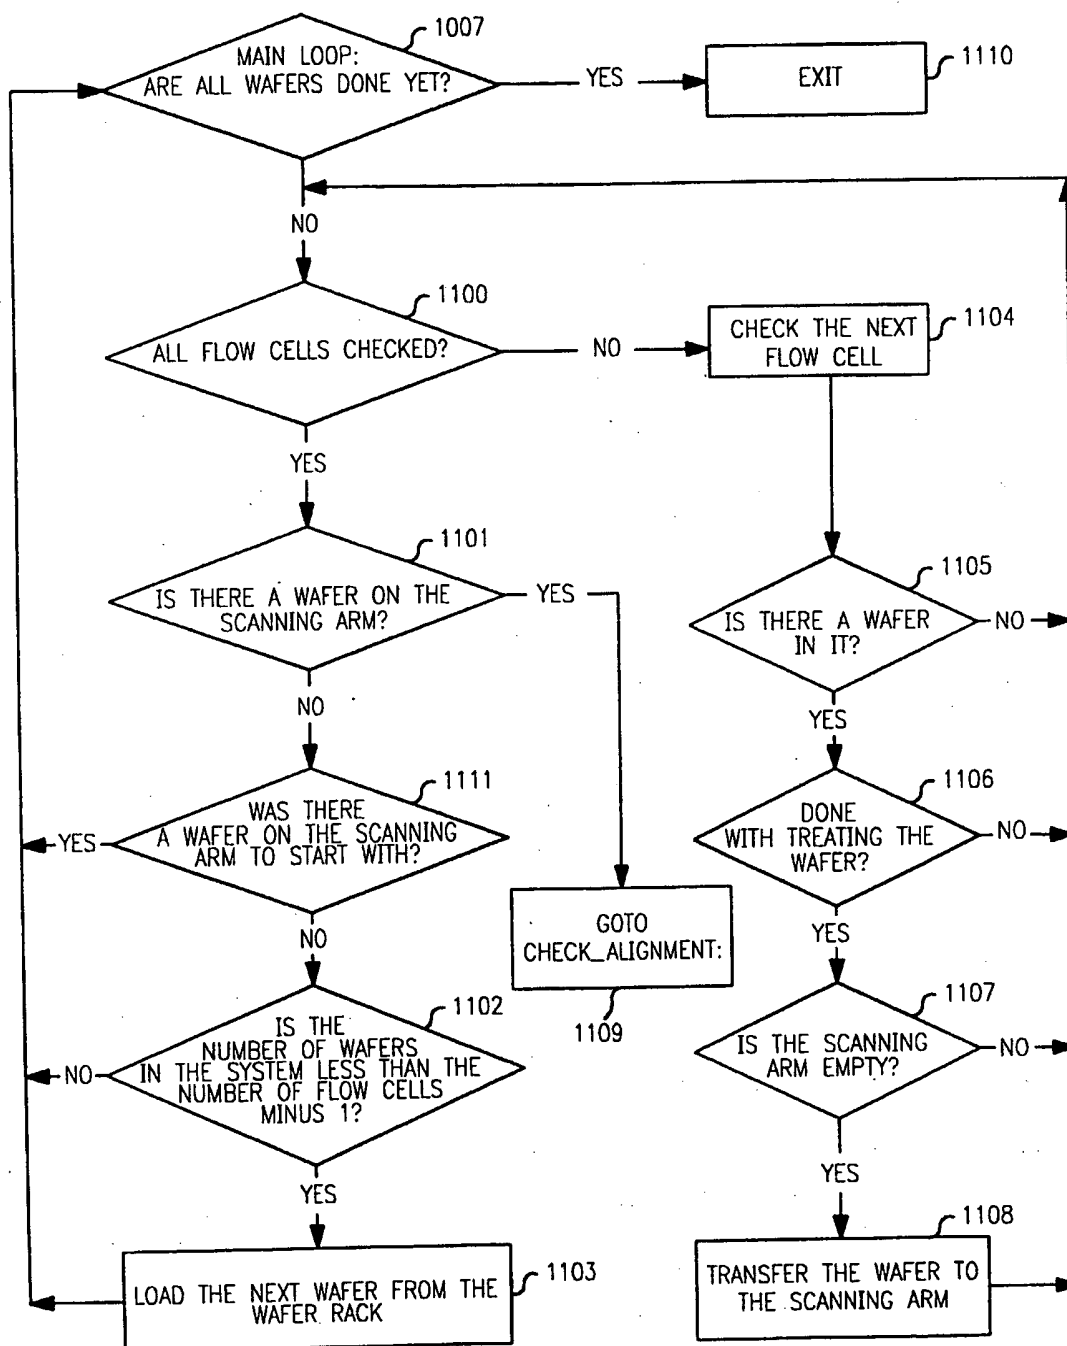 1007
MAIN LOOP:
ARE ALL WAFERS DONE YET?
YES
EXIT
1110
NO
1100
ALL FLOW CELLS CHECKED?
NO
CHECK THE NEXT
FLOW CELL
1104
YES
1101
IS THERE A WAFER ON THE
SCANNING ARM?
YES
1105
IS THERE A WAFER
IN IT?
NO
NO
YES
1111
WAS THERE
A WAFER ON THE SCANNING
ARM TO START WITH?
YES
1106
DONE
WITH TREATING THE
WAFER?
NO
GOTO
CHECK_ALIGNMENT:
1109
NO
YES
1102
IS THE
NUMBER OF WAFERS
IN THE SYSTEM LESS THAN THE
NUMBER OF FLOW CELLS
MINUS 1?
NO
1107
IS THE SCANNING
ARM EMPTY?
NO
YES
YES
1103
LOAD THE NEXT WAFER FROM THE
WAFER RACK
1108
TRANSFER THE WAFER TO
THE SCANNING ARM